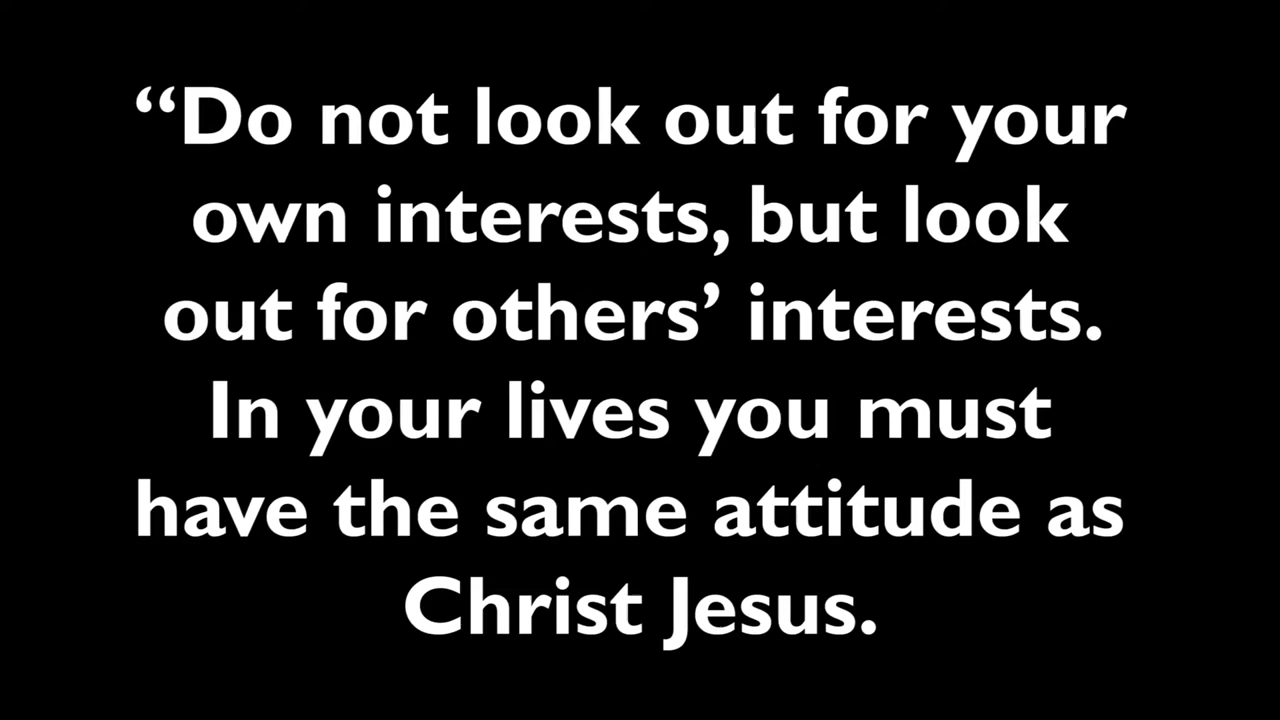 “Do not look out for your
own interests, but look
out for others’ interests.
In your lives you must
have the same attitude as
Christ Jesus.